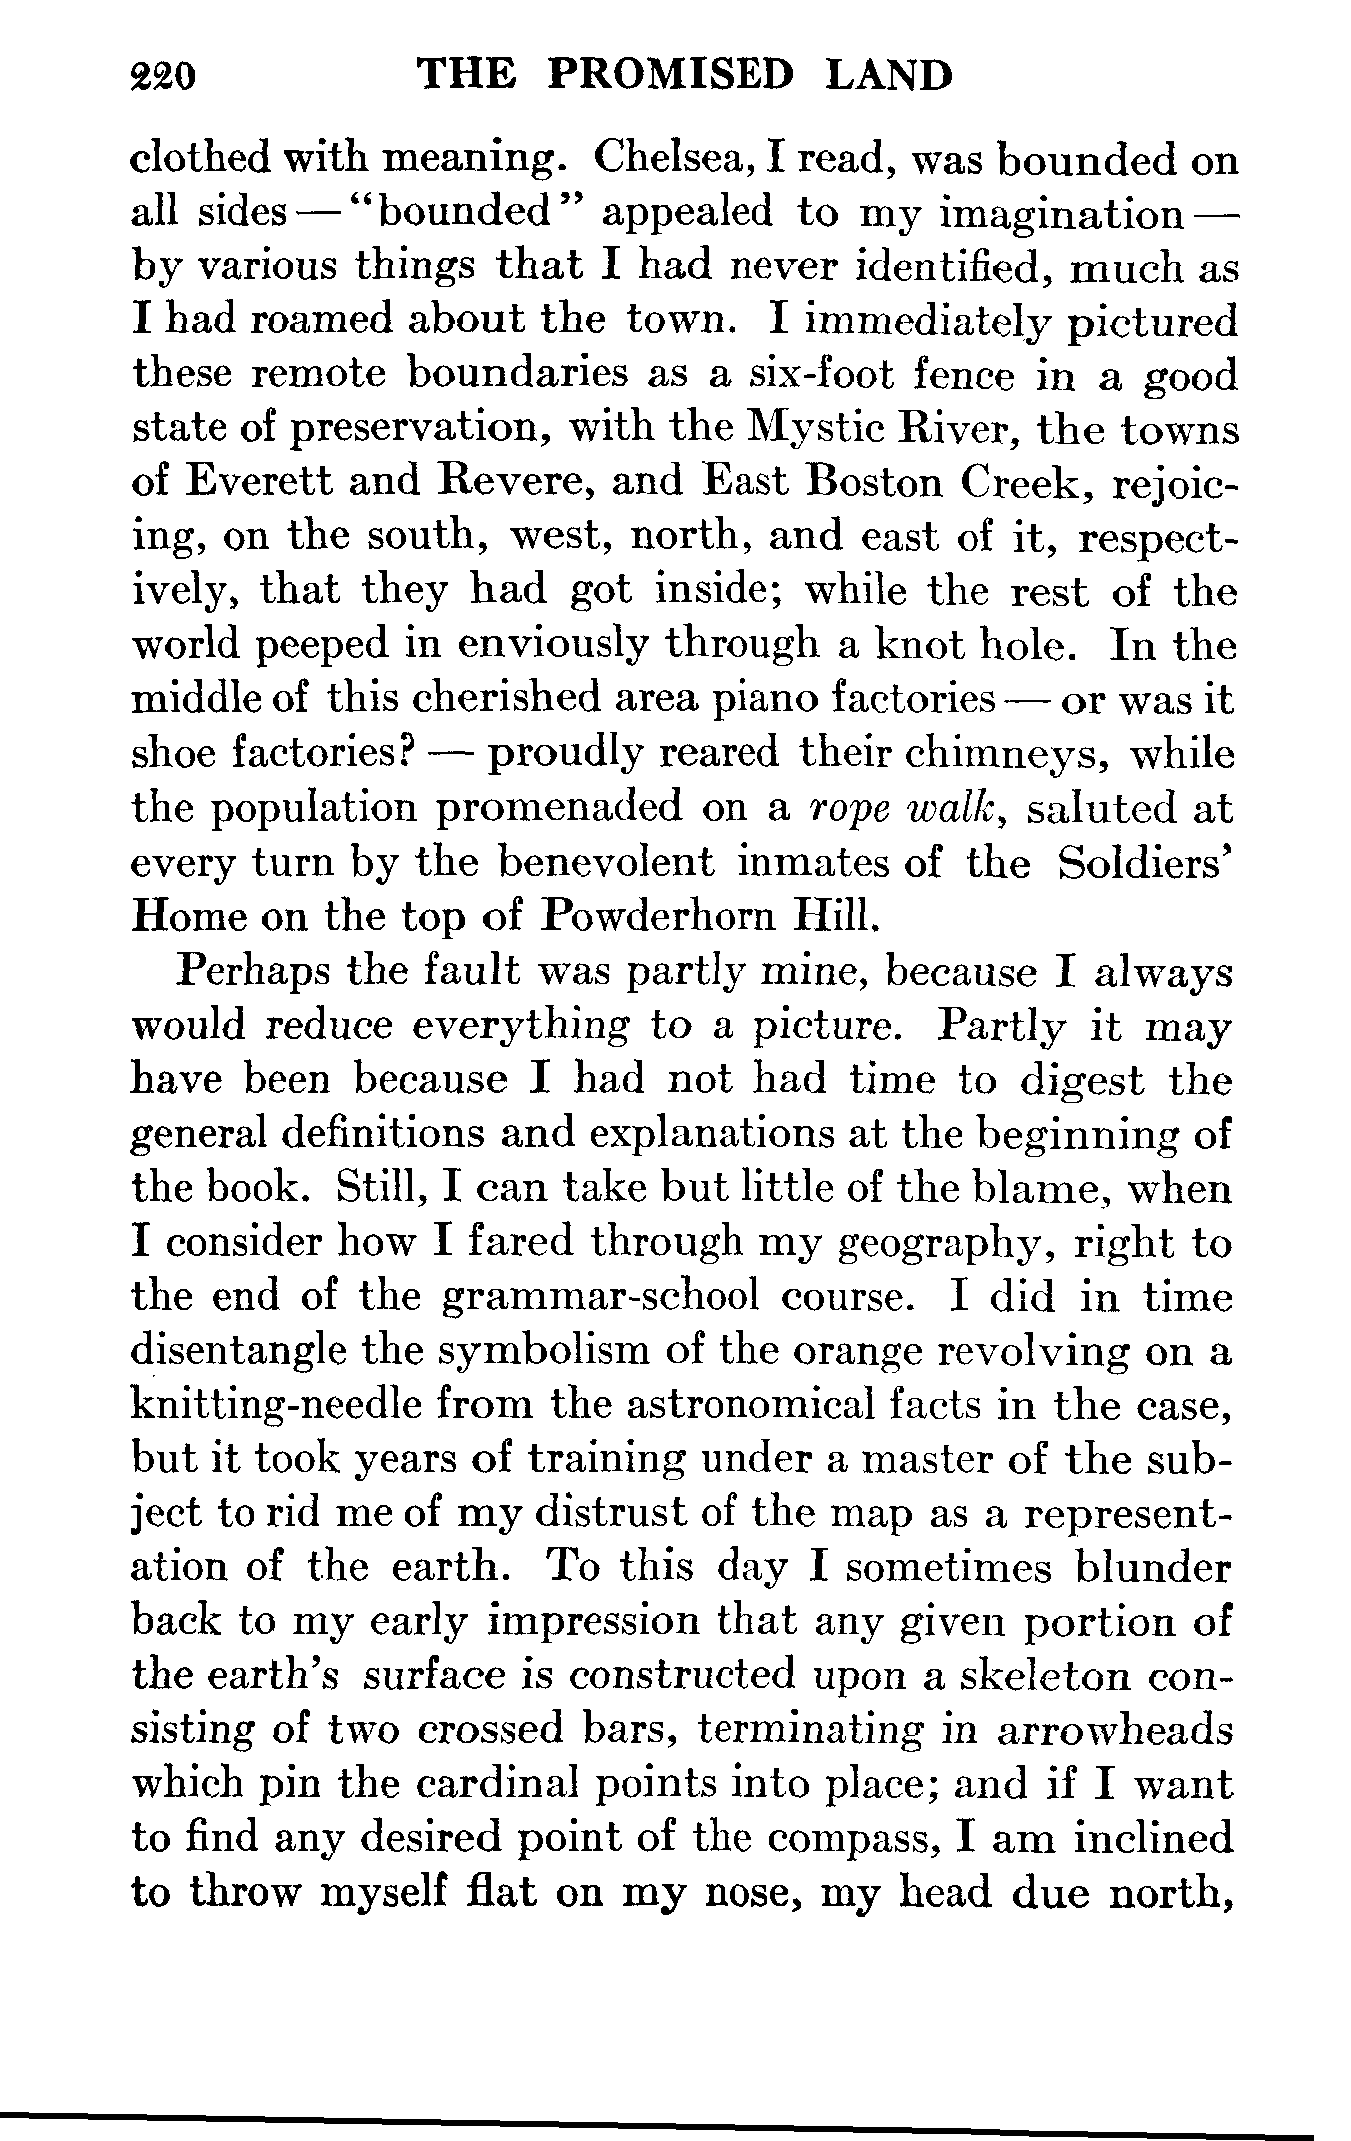 220 THE PROMISED LAND
clothed with meaning. Chelsea, I read, was bounded on
all sides — "bounded" appealed to my imagination —
by various things that I had never identified, much as
I had roamed about the town. I immediately pictured
these remote boundaries as a six-foot fence in a good
state of preservation, with the Mystic River, the towns
of Everett and Revere, and East Boston Creek, rejoic-
ing, on the south, west, north, and east of it, respect-
ively, that they had got inside; while the rest of the
world peeped in enviously through a knot hole. In the
middle of this cherished area piano factories — or was it
shoe factories? — proudly reared their chimneys, while
the population promenaded on a rope walk, saluted at
every turn by the benevolent inmates of the Soldiers'
Home on the top of Powderhorn Hill.
Perhaps the fault was partly mine, because I always
would reduce everything to a picture. Partly it may
have been because I had not had time to digest the
general definitions and explanations at the beginning of
the book. Still, I can take but little of the blame, when
I consider how I fared through my geography, right to
the end of the grammar-school course. I did in time
disentangle the symbolism of the orange revolving on a
knitting-needle from the astronomical facts in the case,
but it took years of training under a master of the sub-
ject to rid me of my distrust of the map as a represent-
ation of the earth. To this day I sometimes blunder
back to my early impression that any given portion of
the earth's surface is constructed upon a skeleton con-
sisting of two crossed bars, terminating in arrowheads
which pin the cardinal points into place; and if I want
to find any desired point of the compass, I am inclined
to throw myself flat on my nose, my head due north,